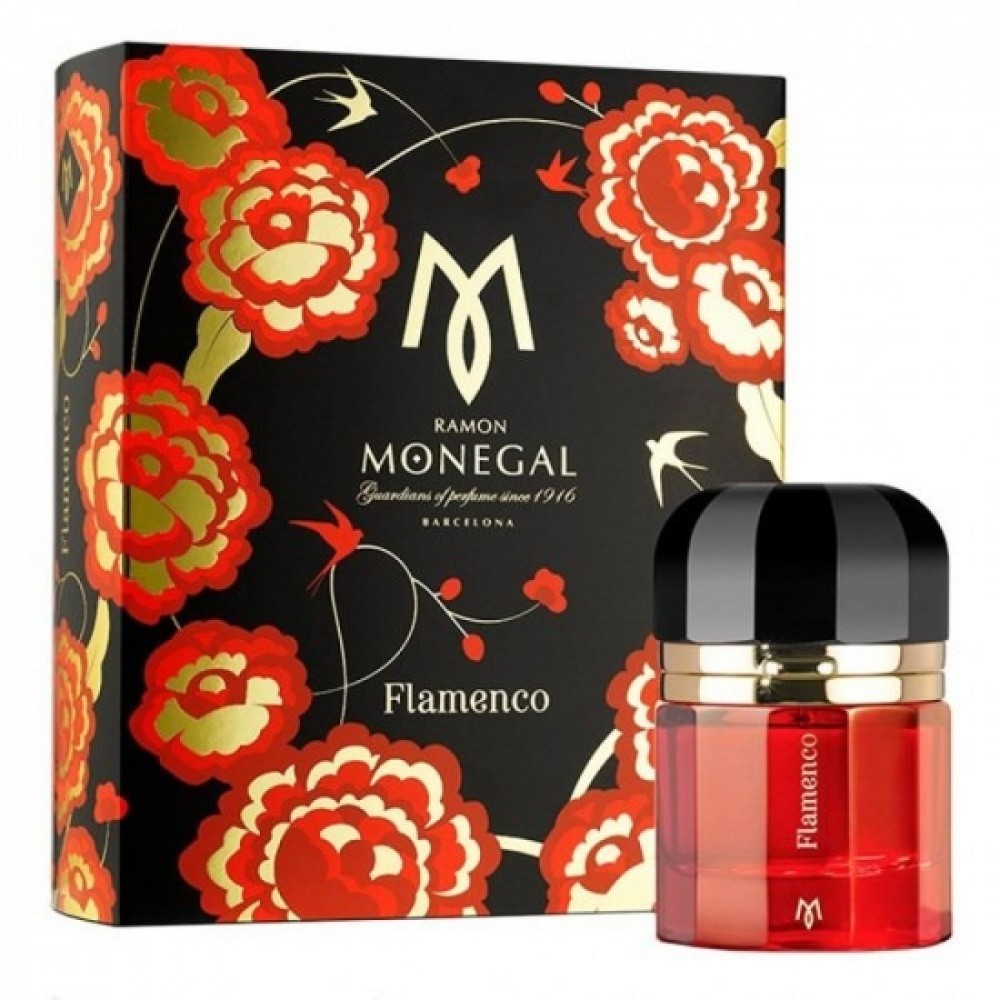 M
RAMON
MONEGAL
Guardians of perfume since 1916
BARCELONA
Flamenco
Flamenco
M
Flamenco
M